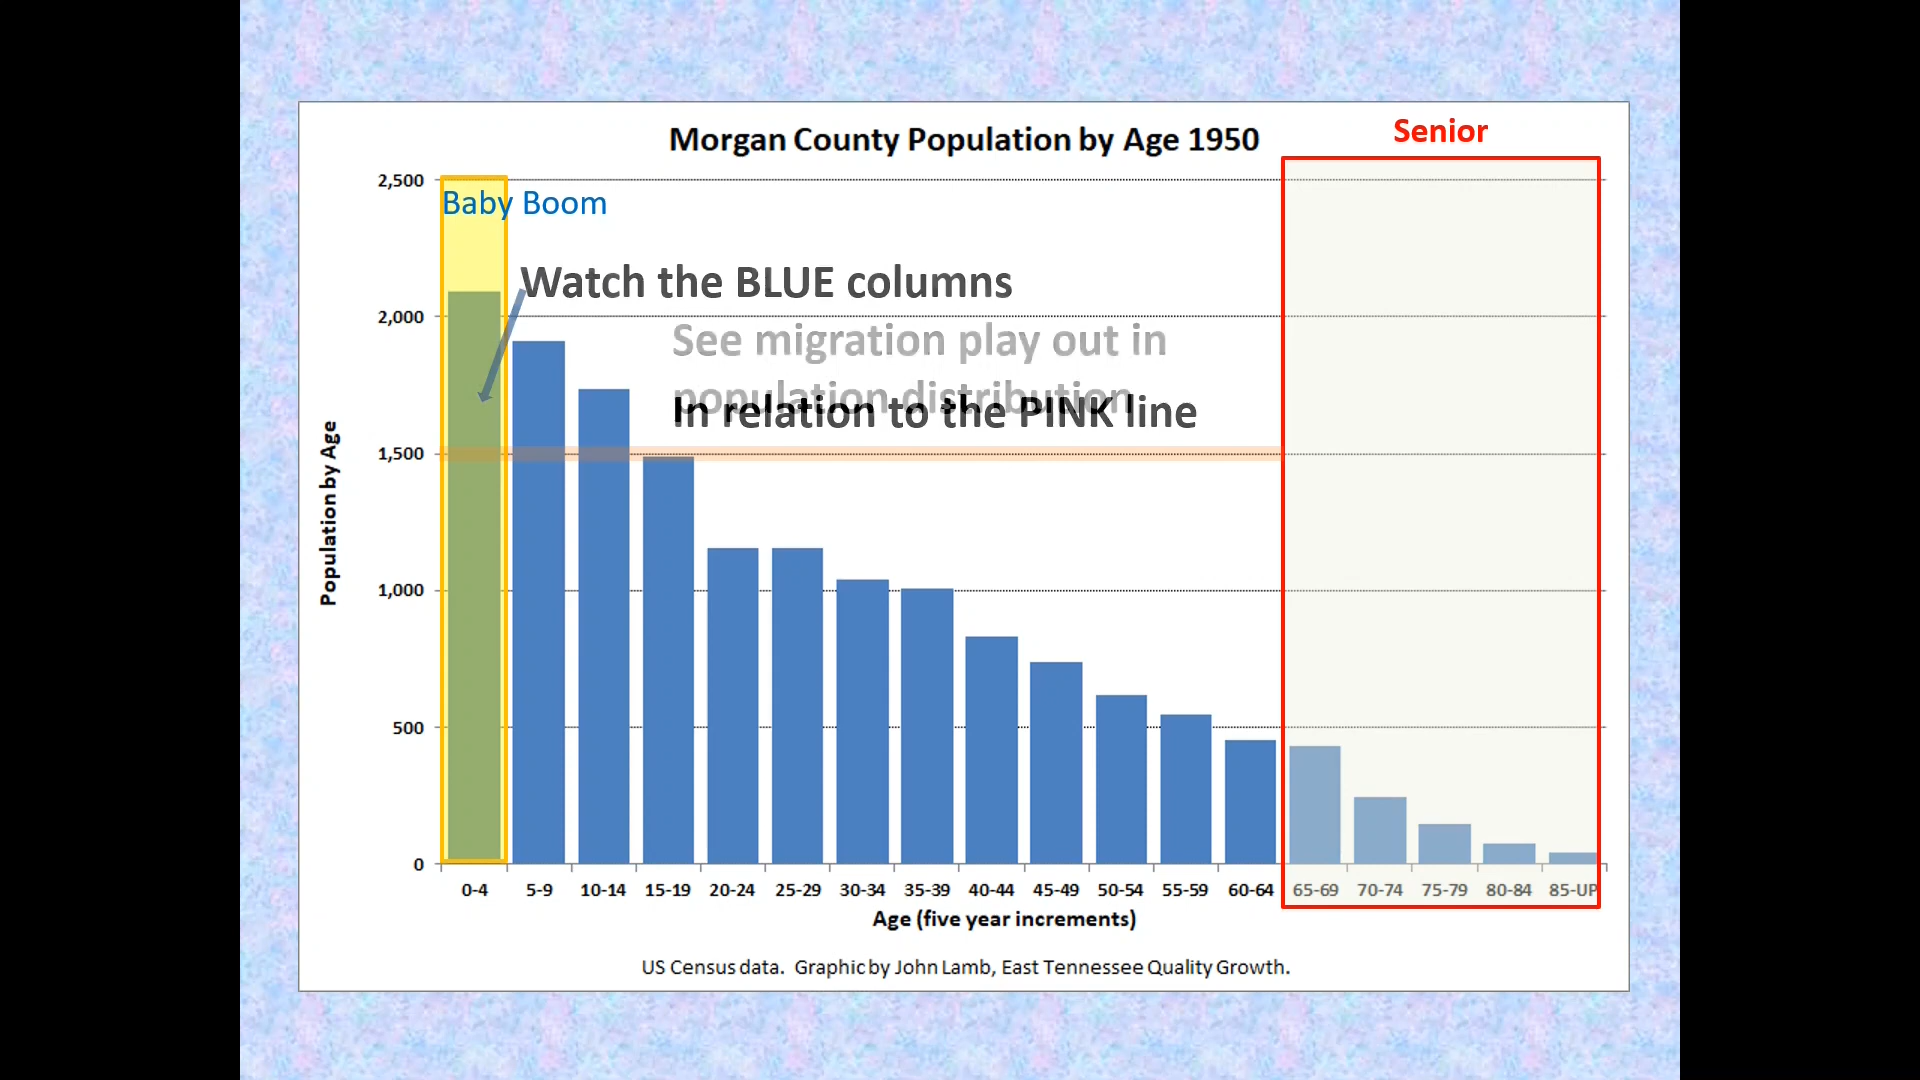 Morgan County Population by Age 1950
Senior
Baby Boom
Watch the BLUE columns
See migration play out in
population distribution
In relation to the PINK line
Population by Age
2,500
2,000
1,500
1,000
500
0
0-4 5-9 10-14 15-19 20-24 25-29 30-34 35-39 40-44 45-49 50-54 55-59 60-64 65-69 70-74 75-79 80-84 85-UP
Age (five year increments)
US Census data. Graphic by John Lamb, East Tennessee Quality Growth.